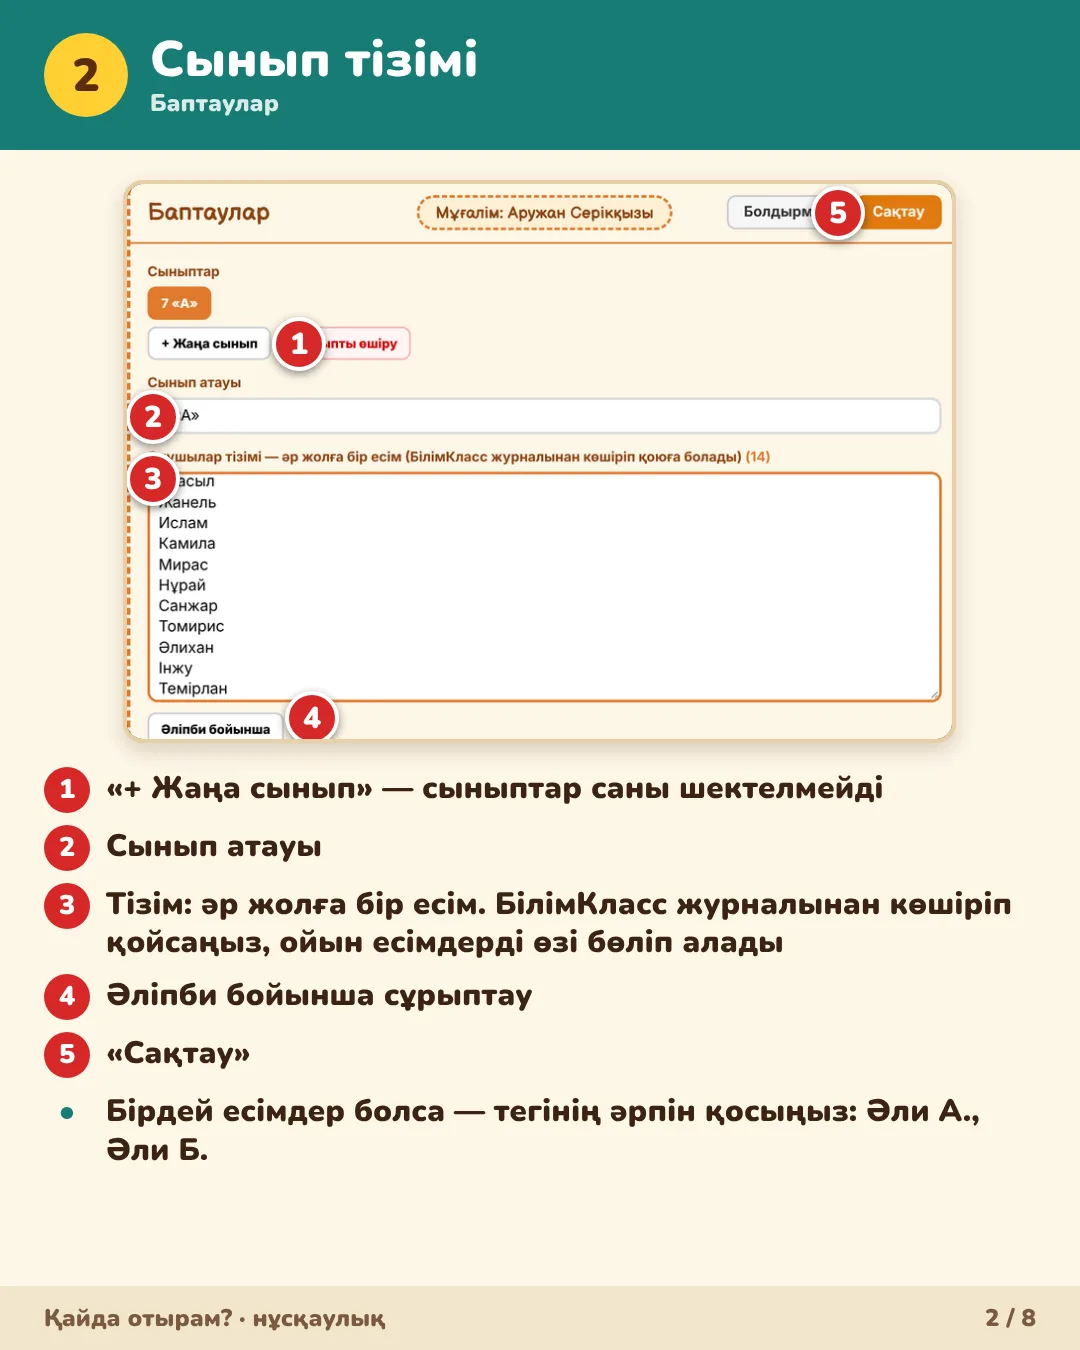 2
Сынып тізімі
Баптаулар
Баптаулар
Мұғалім: Аружан Серікқызы
5
Сақтау
Сыныптар
7 «А»
+ Жаңа сынып
1
өшіру
Сынып атауы
2
А»
тізімі — әр жолға бір есім (БілімКласс журналынан көшіріп қоюға болады) (14)
3
Жанель
Ислам
Камила
Мирас
Нұрай
Санжар
Томирис
Әлихан
Інжу
Темірлан
Әліпби бойынша
4
1 «+ Жаңа сынып» — сыныптар саны шектелмейді
2 Сынып атауы
3 Тізім: әр жолға бір есім. БілімКласс журналынан көшіріп
қойсаңыз, ойын есімдерді өзі бөліп алады
4 Әліпби бойынша сұрыптау
5 «Сақтау»
• Бірдей есімдер болса — тегінің әрпін қосыңыз: Әли А.,
Әли Б.
Қайда отырам? · нұсқаулық
2 / 8